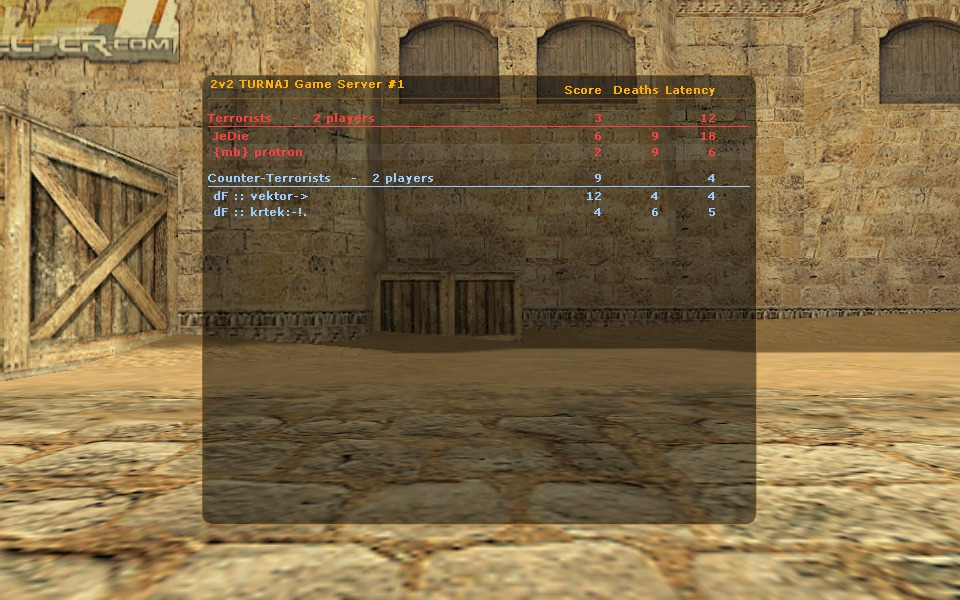 .COM
2v2 TURNAJ Game Server #1
Score Deaths Latency
Terrorists - 2 players 3 12
JeDie 6 9 18
{mb} protron 2 9 6
Counter-Terrorists - 2 players 9 4
dF :: vektor-> 12 4 4
dF :: krtek:-!. 4 6 5